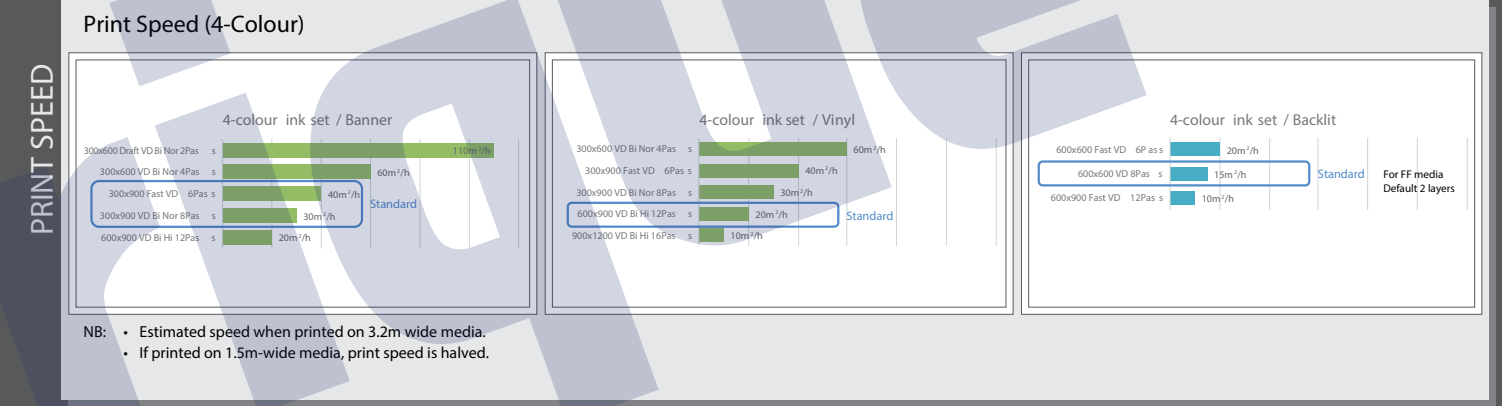 PRINT SPEED
Print Speed (4-Colour)
4-colour ink set / Banner
300x600 Draft VD Bi Nor 2Pas s 110m²/h
300x600 VD Bi Nor 4Pas s 60m²/h
300x900 Fast VD 6Pas s 40m²/h
Standard
300x900 VD Bi Nor 8Pas s 30m²/h
600x900 VD Bi Hi 12Pas s 20m²/h
4-colour ink set / Vinyl
300x600 VD Bi Nor 4Pas s 60m²/h
300x900 Fast VD 6Pas s 40m²/h
300x900 VD Bi Nor 8Pas s 30m²/h
600x900 VD Bi Hi 12Pas s 20m²/h Standard
900x1200 VD Bi Hi 16Pas s 10m²/h
4-colour ink set / Backlit
600x600 Fast VD 6P as s 20m²/h
600x600 VD 8Pas s 15m²/h Standard
600x900 Fast VD 12Pas s 10m²/h
For FF media
Default 2 layers
NB: • Estimated speed when printed on 3.2m wide media.
• If printed on 1.5m-wide media, print speed is halved.